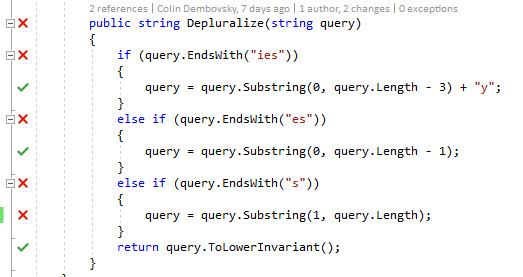 2 references | Colin Dembovsky, 7 days ago | 1 author, 2 changes | 0 exceptions
public string Depluralize(string query)
{
if (query.EndsWith("ies"))
{
query = query.Substring(0, query.Length - 3) + "y";
}
else if (query.EndsWith("es"))
{
query = query.Substring(0, query.Length - 1);
}
else if (query.EndsWith("s"))
{
query = query.Substring(1, query.Length);
}
return query.ToLowerInvariant();
}